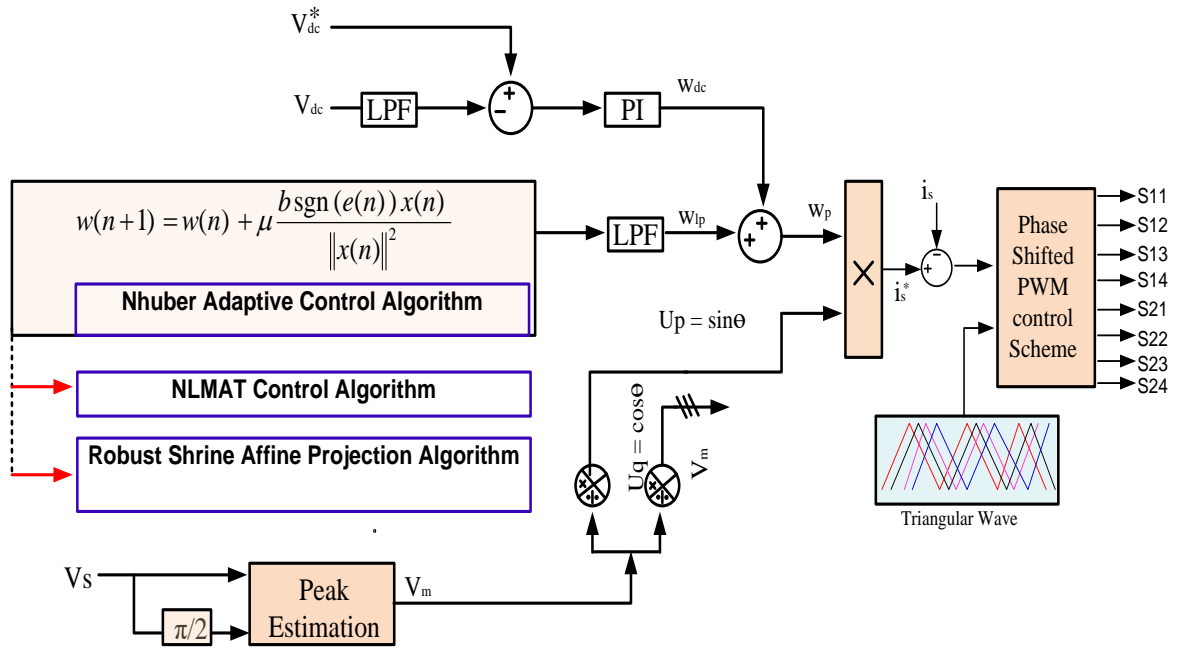 V*dc
Vdc
LPF
+
−
PI
wdc
w(n+1) = w(n) + μ b sgn (e(n)) x(n) / ‖x(n)‖²
Nhuber Adaptive Control Algorithm
LPF
wlp
+
+
wp
×
is
−
+
i*s
Phase
Shifted
PWM
control
Scheme
S11
S12
S13
S14
S21
S22
S23
S24
Up = sinθ
NLMAT Control Algorithm
Robust Shrine Affine Projection Algorithm
Uq = cosθ
Vm
×
÷
×
÷
Triangular Wave
Vs
π/2
Peak
Estimation
Vm